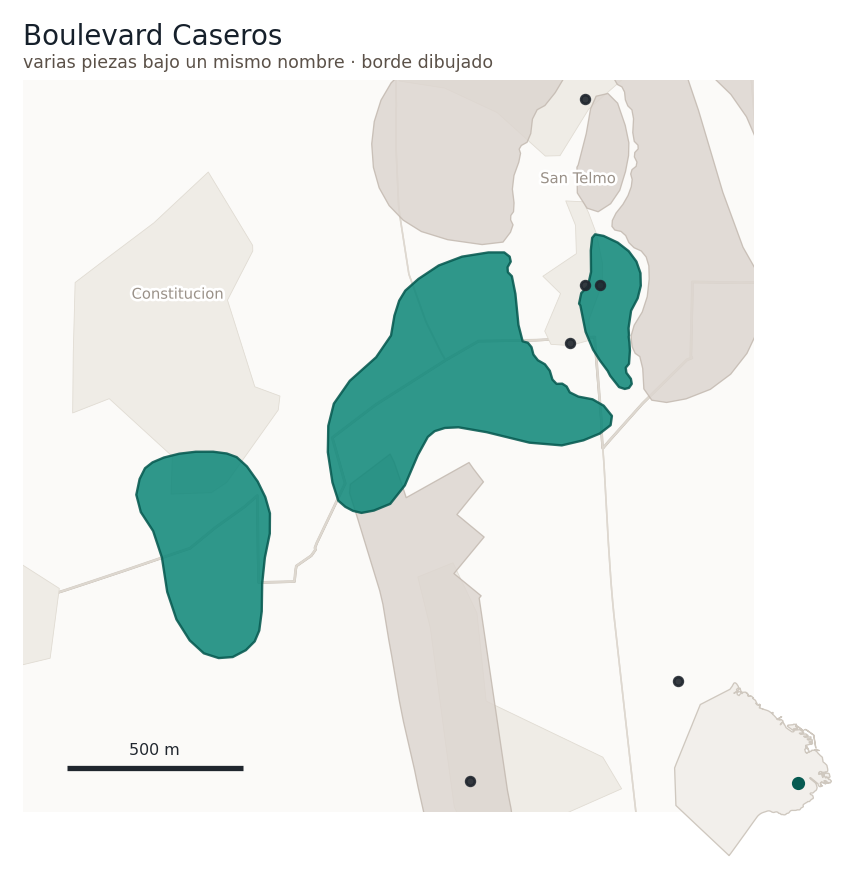 Boulevard Caseros
varias piezas bajo un mismo nombre · borde dibujado
San Telmo
Constitucion
500 m